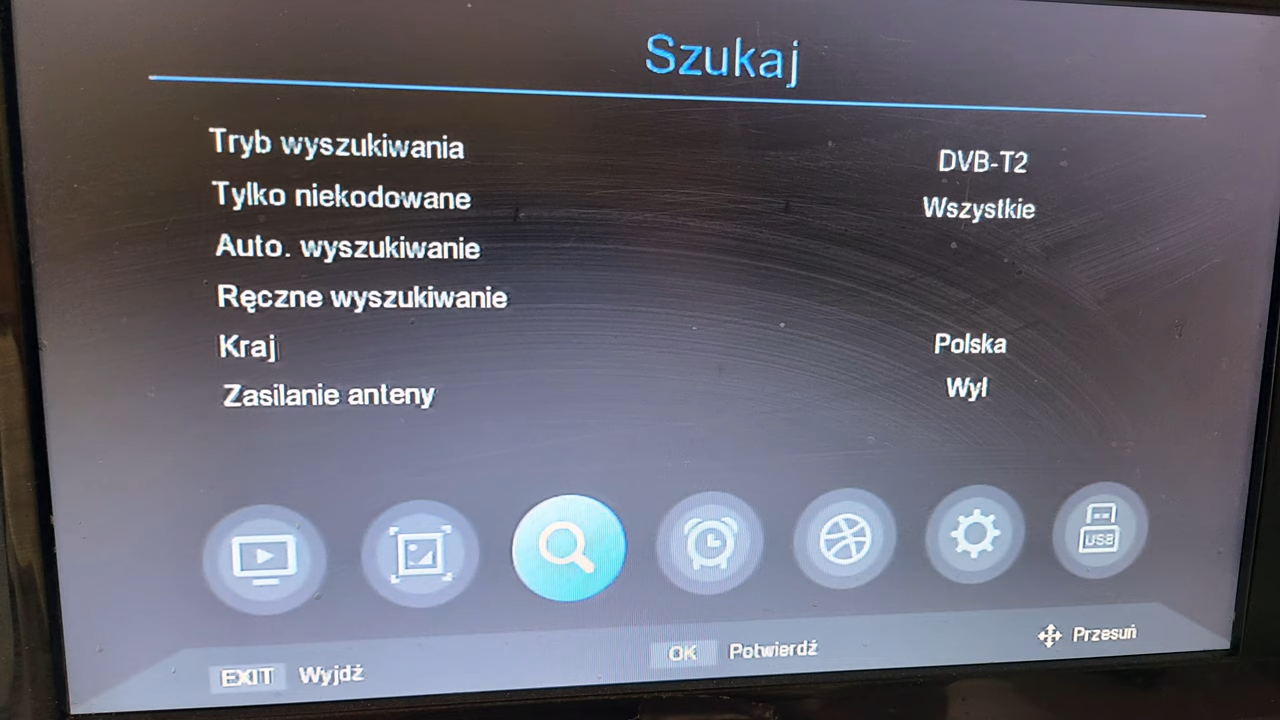 Szukaj
Tryb wyszukiwania DVB-T2
Tylko niekodowane Wszystkie
Auto. wyszukiwanie
Ręczne wyszukiwanie
Kraj Polska
Zasilanie anteny Wył
USB
EXIT Wyjdź OK Potwierdź Przesuń